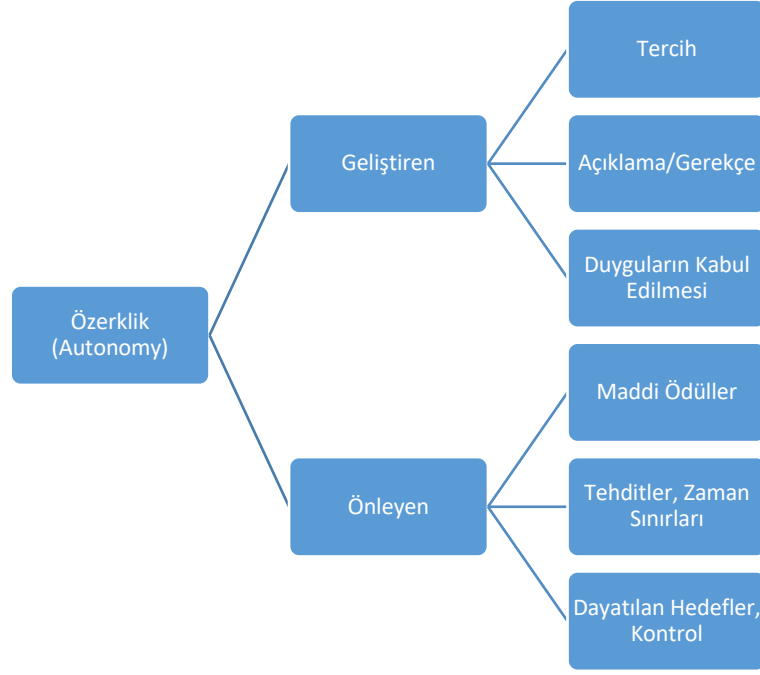 Özerklik
(Autonomy)
Geliştiren
Tercih
Açıklama/Gerekçe
Duyguların Kabul
Edilmesi
Önleyen
Maddi Ödüller
Tehditler, Zaman
Sınırları
Dayatılan Hedefler,
Kontrol